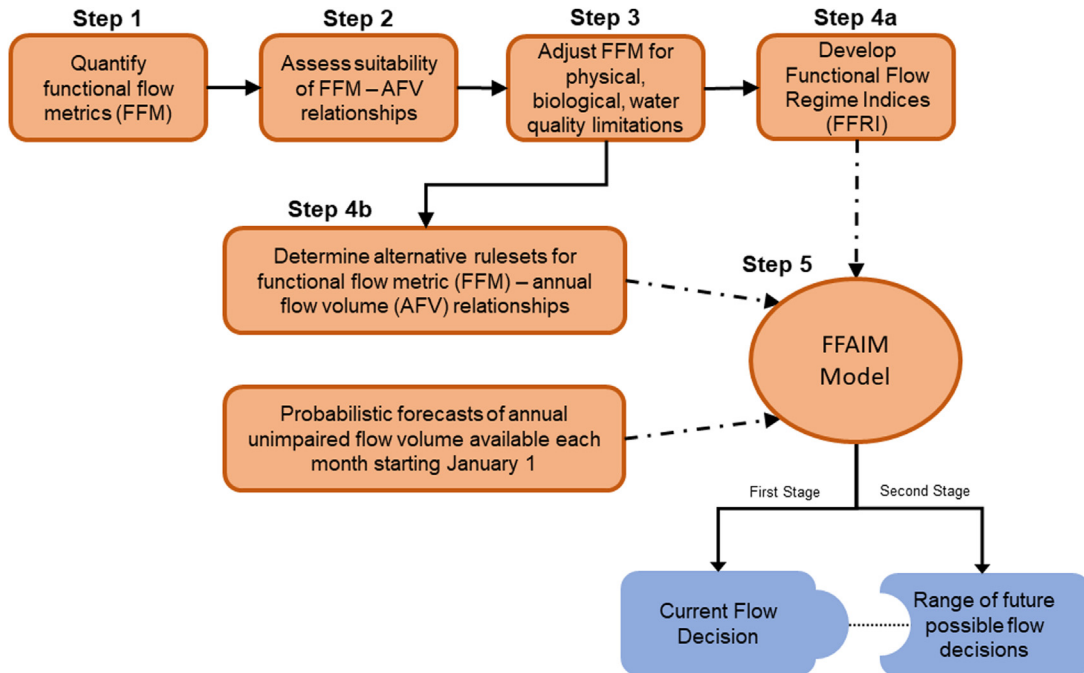 Step 1
Quantify
functional flow
metrics (FFM)
Step 2
Assess suitability
of FFM – AFV
relationships
Step 3
Adjust FFM for
physical,
biological, water
quality limitations
Step 4a
Develop
Functional Flow
Regime Indices
(FFRI)
Step 4b
Determine alternative rulesets for
functional flow metric (FFM) – annual
flow volume (AFV) relationships
Step 5
FFAIM
Model
Probabilistic forecasts of annual
unimpaired flow volume available each
month starting January 1
First Stage
Second Stage
Current Flow
Decision
Range of future
possible flow
decisions